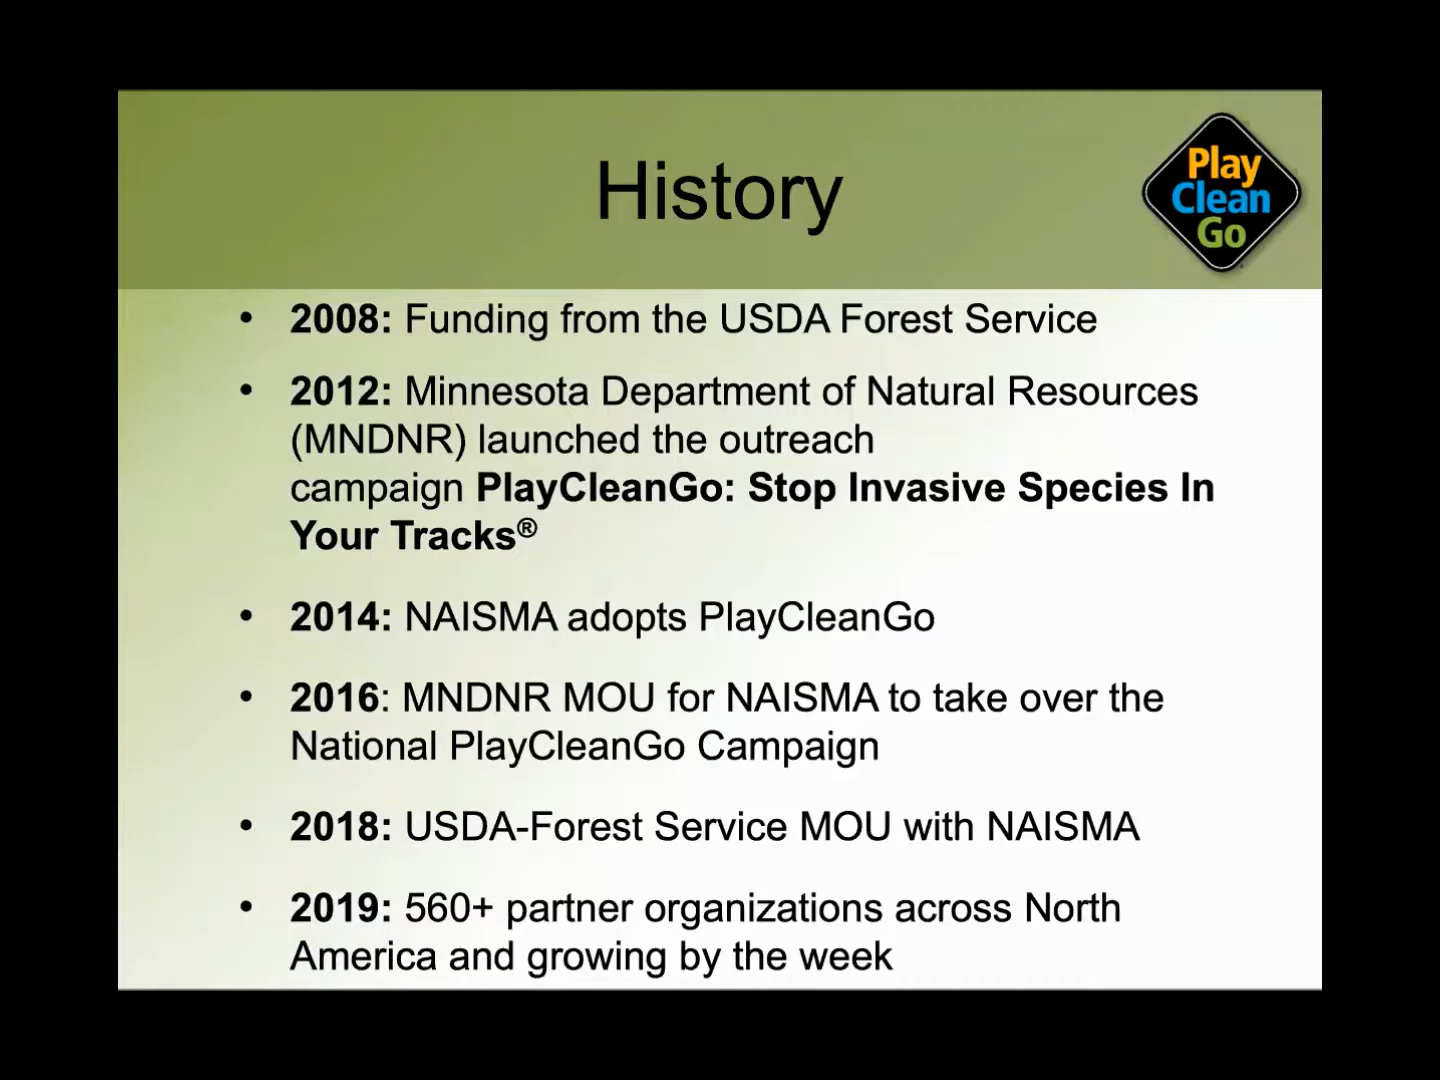 History
Play
Clean
Go
• 2008: Funding from the USDA Forest Service
• 2012: Minnesota Department of Natural Resources
(MNDNR) launched the outreach
campaign PlayCleanGo: Stop Invasive Species In
Your Tracks®
• 2014: NAISMA adopts PlayCleanGo
• 2016: MNDNR MOU for NAISMA to take over the
National PlayCleanGo Campaign
• 2018: USDA-Forest Service MOU with NAISMA
• 2019: 560+ partner organizations across North
America and growing by the week